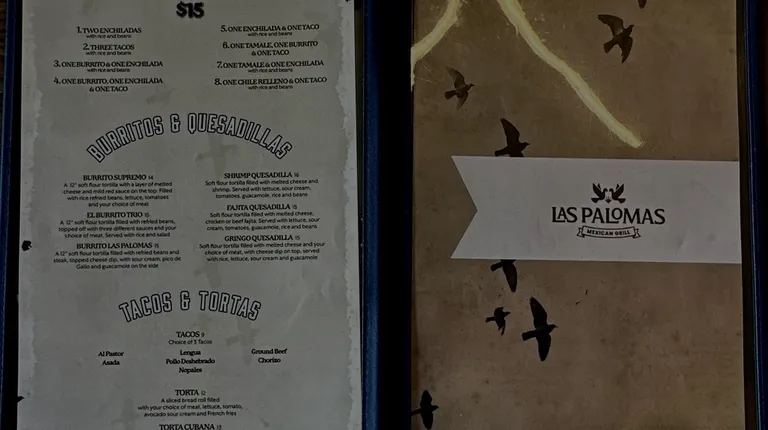 $15
1. TWO ENCHILADAS
with rice and beans
2. THREE TACOS
with rice and beans
3. ONE BURRITO & ONE ENCHILADA
with rice and beans
4. ONE BURRITO, ONE ENCHILADA
& ONE TACO
5. ONE ENCHILADA & ONE TACO
with rice and beans
6. ONE TAMALE, ONE BURRITO
& ONE TACO
7. ONE TAMALE & ONE ENCHILADA
with rice and beans
8. ONE CHILE RELLENO & ONE TACO
with rice and beans
BURRITOS & QUESADILLAS
BURRITO SUPREMO 14
A 12" soft flour tortilla with a layer of melted
cheese and mild red sauce on the top. Filled
with rice refried beans, lettuce, tomatoes
and your choice of meat
EL BURRITO TRIO 15
A 12" soft flour tortilla with refried beans,
topped off with three different sauces and your
choice of meat. Served with rice and salad
BURRITO LAS PALOMAS 15
A 12" soft flour tortilla filled with refried beans and
steak, topped cheese dip, with sour cream, pico de
Gallo and guacamole on the side
SHRIMP QUESADILLA 16
Soft flour tortilla filled with melted cheese and
shrimp. Served with lettuce, sour cream,
tomatoes, guacamole, rice and beans
FAJITA QUESADILLA 15
Soft flour tortilla filled with melted cheese,
chicken or beef fajita. Served with lettuce, sour
cream, tomatoes, guacamole, rice and beans
GRINGO QUESADILLA 15
Soft flour tortilla filled with melted cheese and your
choice of meat, with cheese dip on top, served
with rice, lettuce, sour cream and guacamole
TACOS & TORTAS
TACOS 9
Choice of 3 Tacos
Al Pastor
Asada
Lengua
Pollo Deshebrado
Nopales
Ground Beef
Chorizo
TORTA 12
A sliced bread roll filled
with your choice of meat, lettuce, tomato,
avocado sour cream and French fries
TORTA CUBANA 13
LAS PALOMAS
MEXICAN GRILL